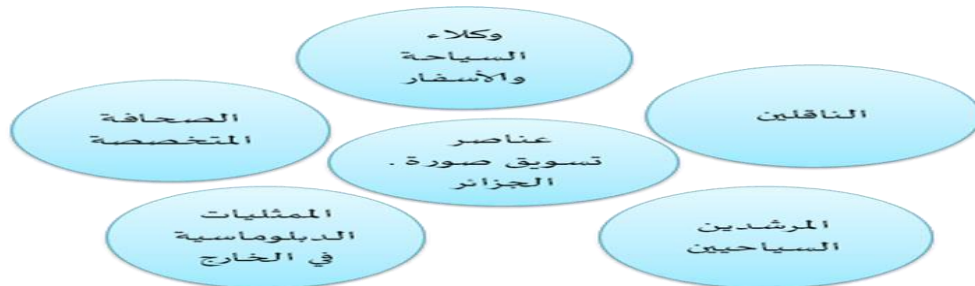 وكلاء
السياحة
والأسفار
الناقلين
الصحافة
المتخصصة
عناصر
تسويق صورة .
الجزائر
المرشدين
السياحيين
الممثليات
الدبلوماسية
في الخارج